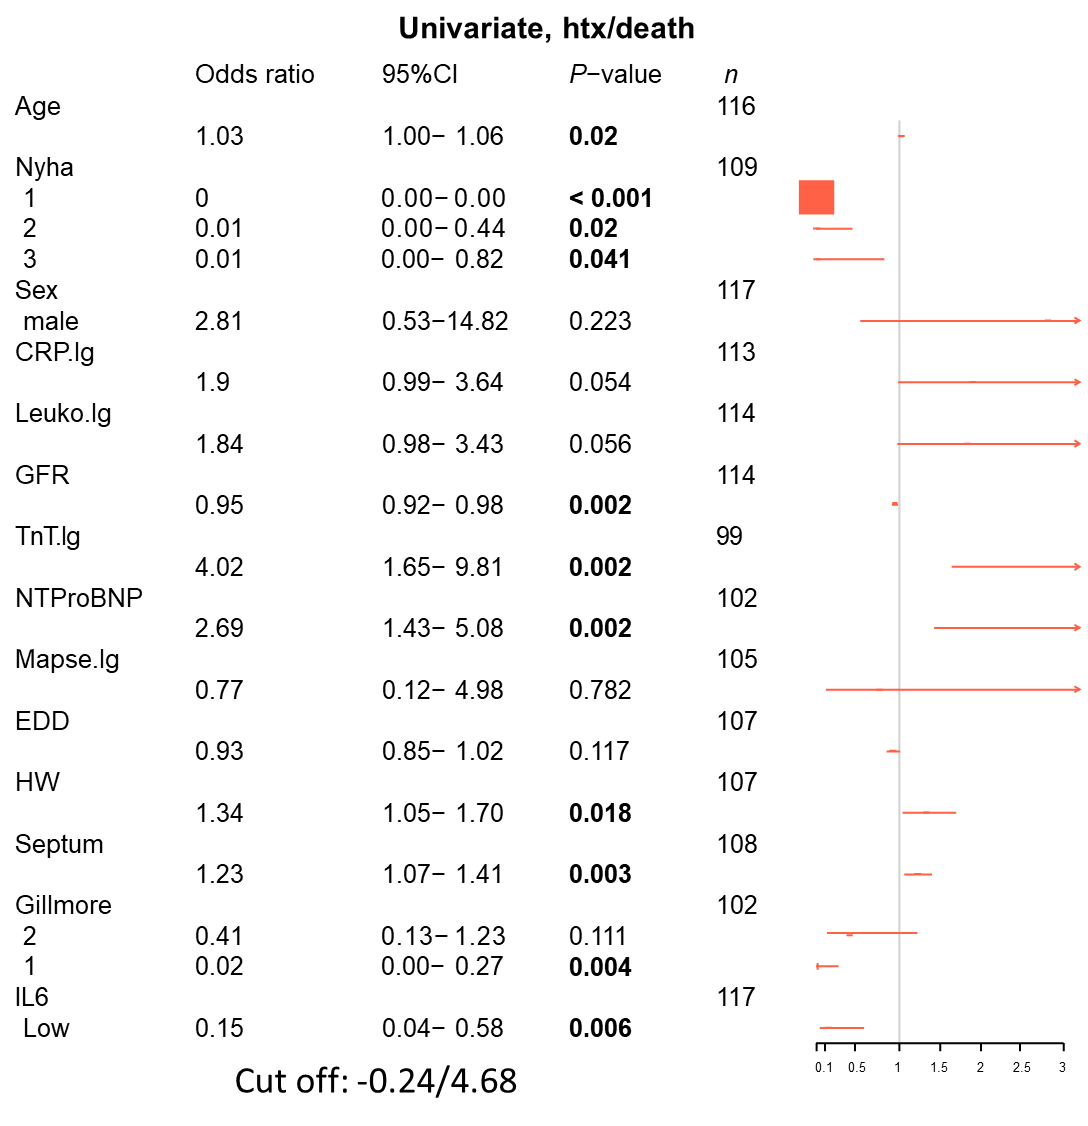 Univariate, htx/death
Odds ratio 95%CI P−value n
Age 116
1.03 1.00− 1.06 0.02
Nyha 109
1 0 0.00− 0.00 < 0.001
2 0.01 0.00− 0.44 0.02
3 0.01 0.00− 0.82 0.041
Sex 117
male 2.81 0.53−14.82 0.223
CRP.lg 113
1.9 0.99− 3.64 0.054
Leuko.lg 114
1.84 0.98− 3.43 0.056
GFR 114
0.95 0.92− 0.98 0.002
TnT.lg 99
4.02 1.65− 9.81 0.002
NTProBNP 102
2.69 1.43− 5.08 0.002
Mapse.lg 105
0.77 0.12− 4.98 0.782
EDD 107
0.93 0.85− 1.02 0.117
HW 107
1.34 1.05− 1.70 0.018
Septum 108
1.23 1.07− 1.41 0.003
Gillmore 102
2 0.41 0.13− 1.23 0.111
1 0.02 0.00− 0.27 0.004
IL6 117
Low 0.15 0.04− 0.58 0.006
0.1 0.5 1 1.5 2 2.5 3
Cut off: -0.24/4.68